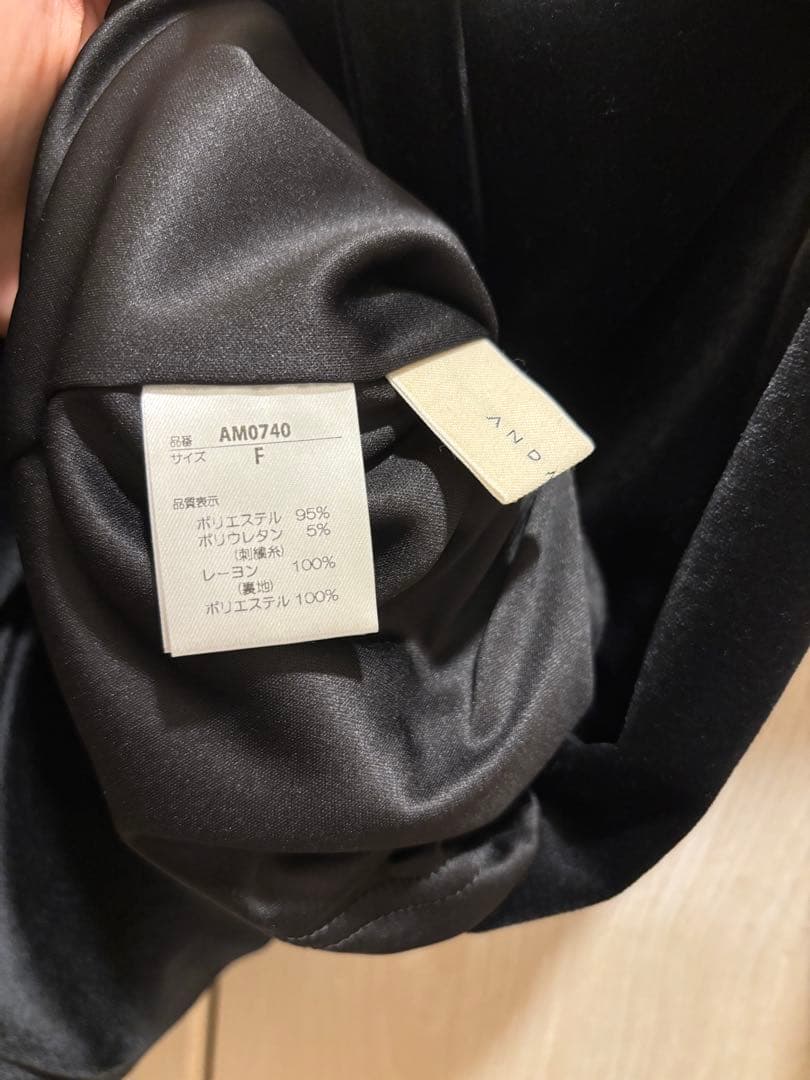 品番 AM0740
サイズ F
品質表示
ポリエステル 95%
ポリウレタン 5%
(刺繍糸)
レーヨン 100%
(裏地)
ポリエステル 100%
AND